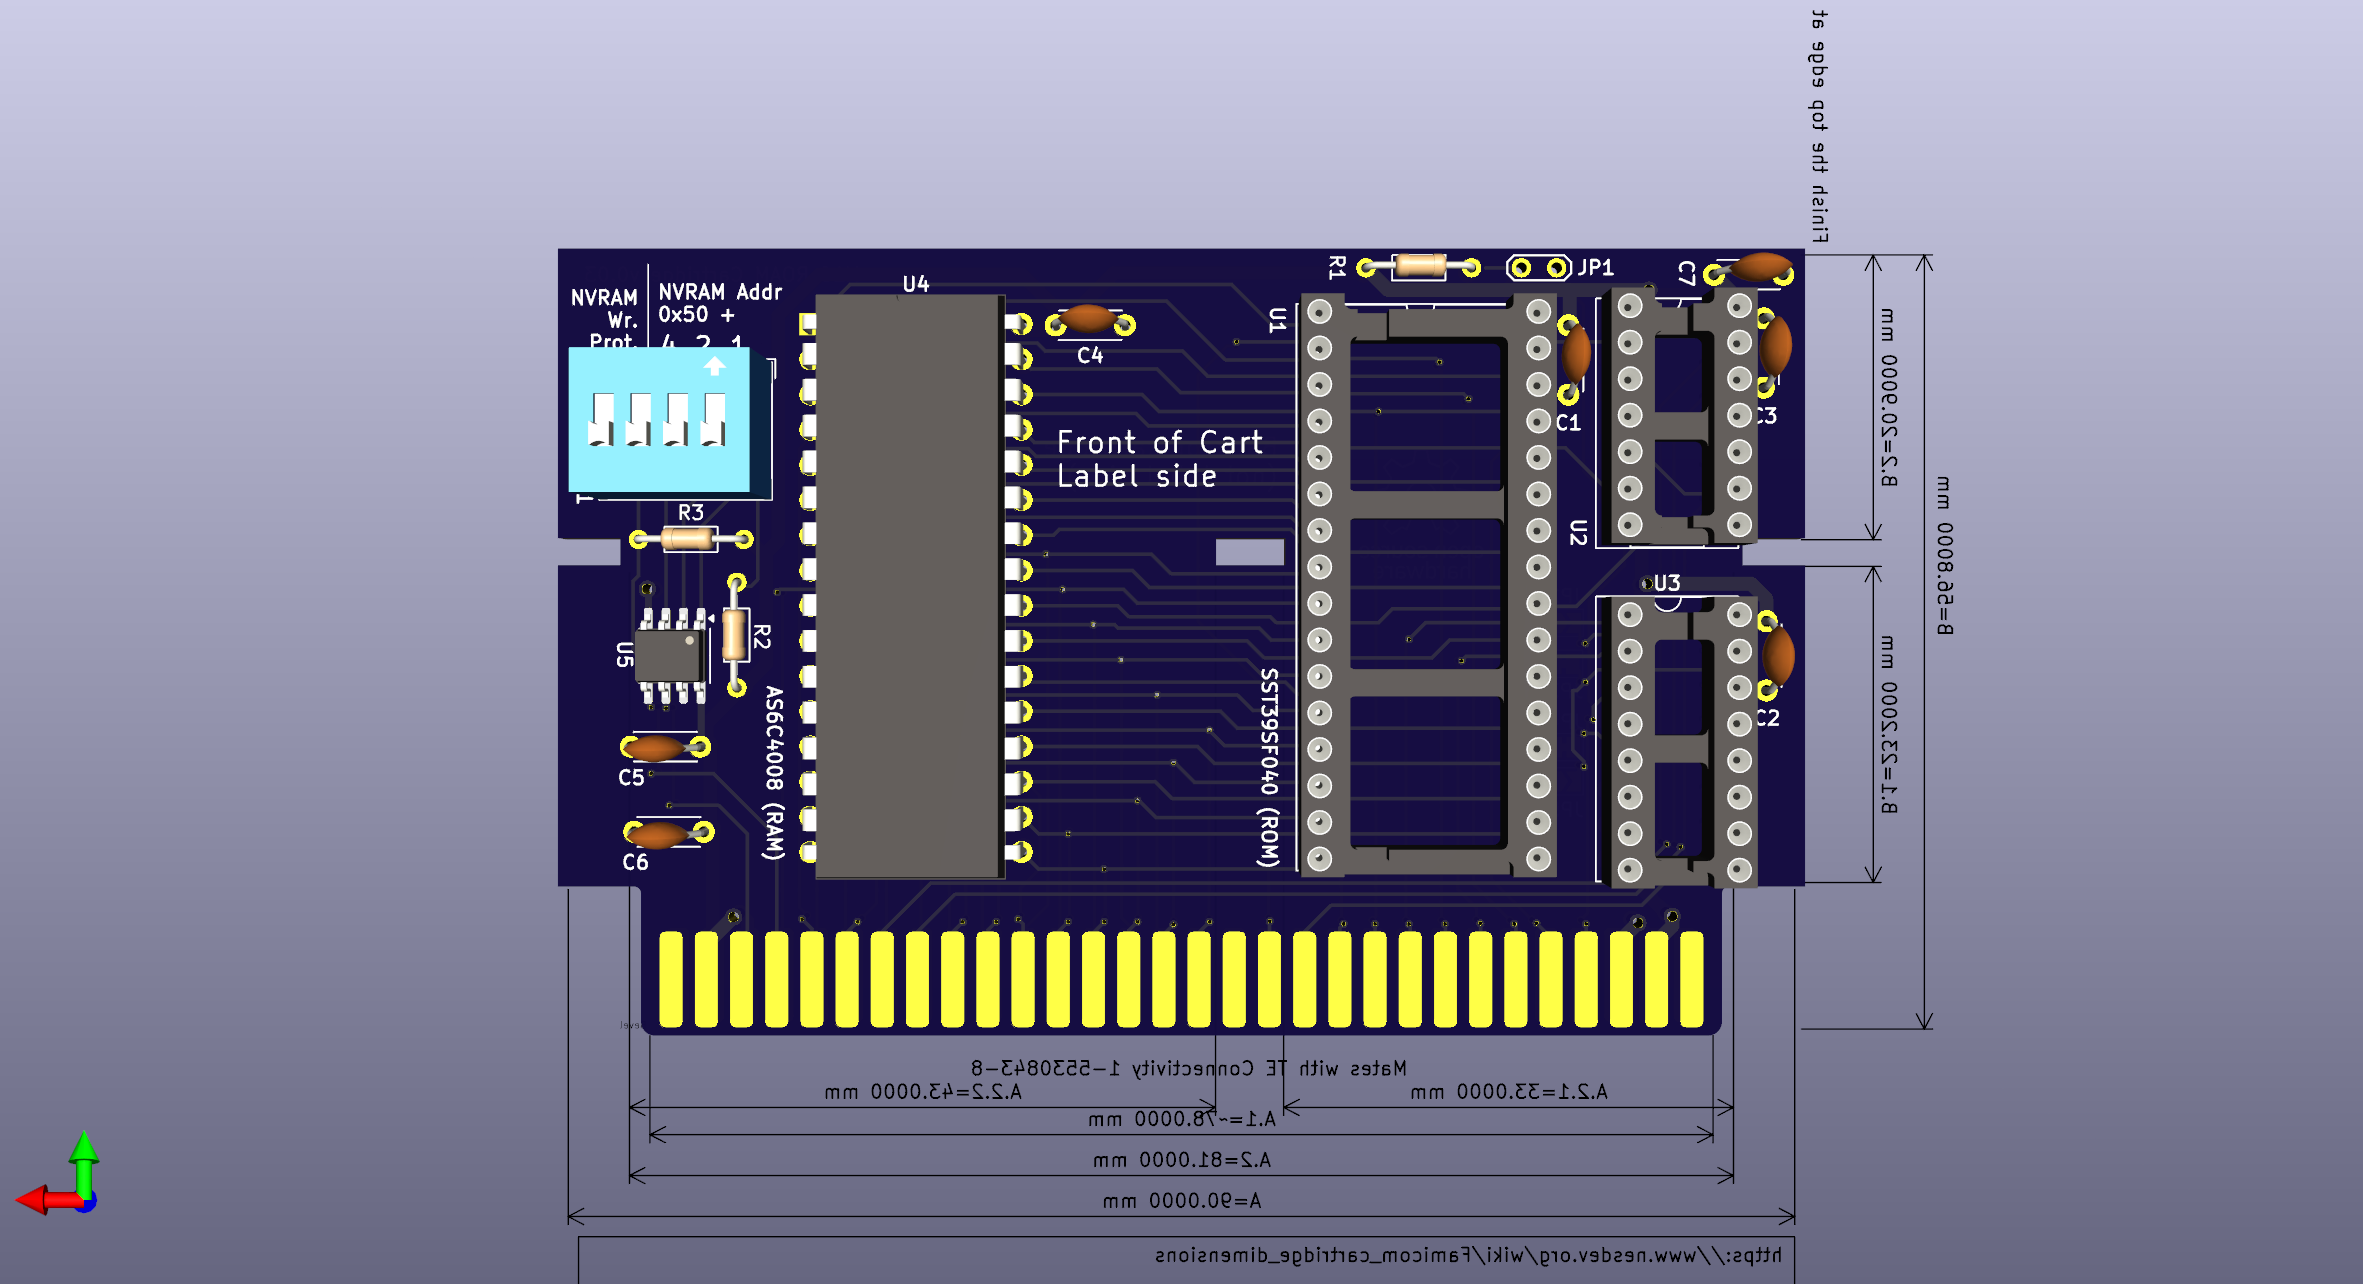 Finish the top edge at
NVRAM
Wr.
Prot.
NVRAM Addr
0x50 +
4 2 1
U4
C4
R1
JP1
C7
U1
C1
C3
Front of Cart
Label side
1
R3
U2
U3
U5
R2
C2
C5
C6
AS6C4008 (RAM)
SST39SF040 (ROM)
B.2=20.9000 mm
B=56.8000 mm
B.1=23.2000 mm
Mates with TE Connectivity 1-5530843-8
A.2.2=43.0000 mm
A.2.1=33.0000 mm
A.1=~78.0000 mm
A.2=81.0000 mm
A=90.0000 mm
https://www.nesdev.org/wiki/Famicom_cartridge_dimensions